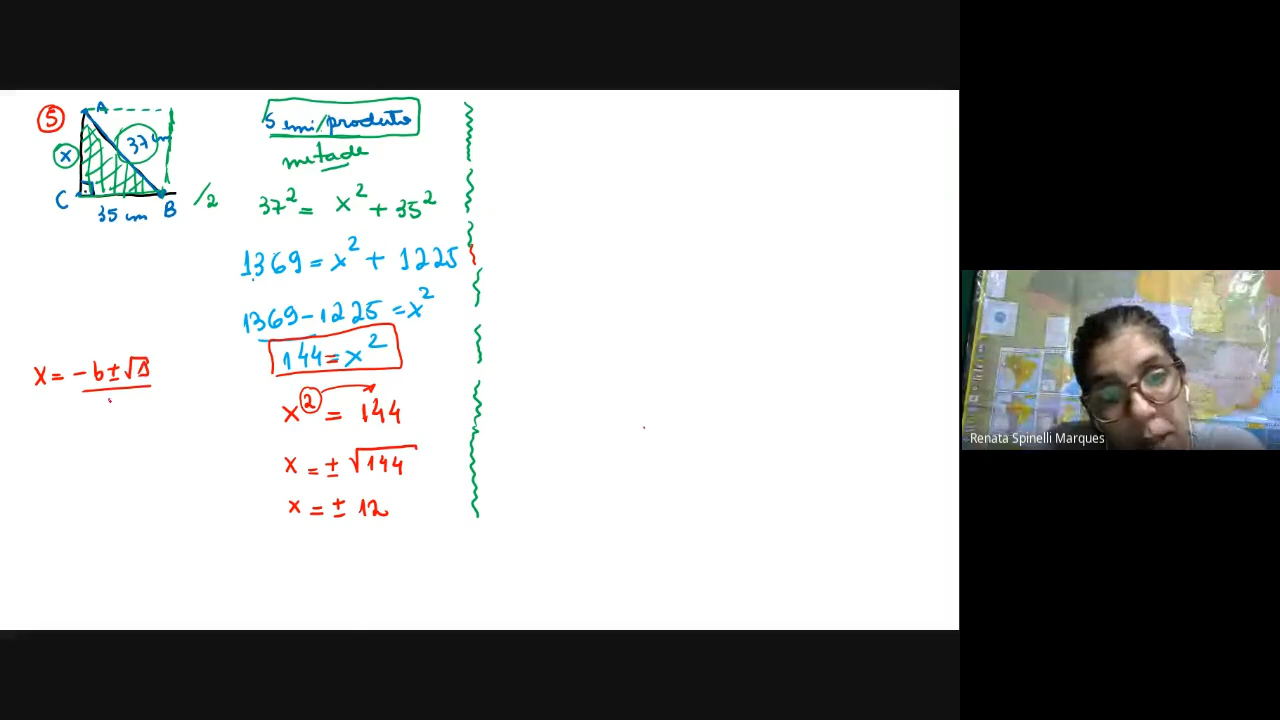 5
A
x
37 cm
C
35 cm
B
/2
Semi/produto
metade
37² = x² + 35²
1369 = x² + 1225
1369 - 1225 = x²
144 = x²
x² = 144
x = ± √144
x = ± 12
x = -b ± √Δ
Renata Spinelli Marques